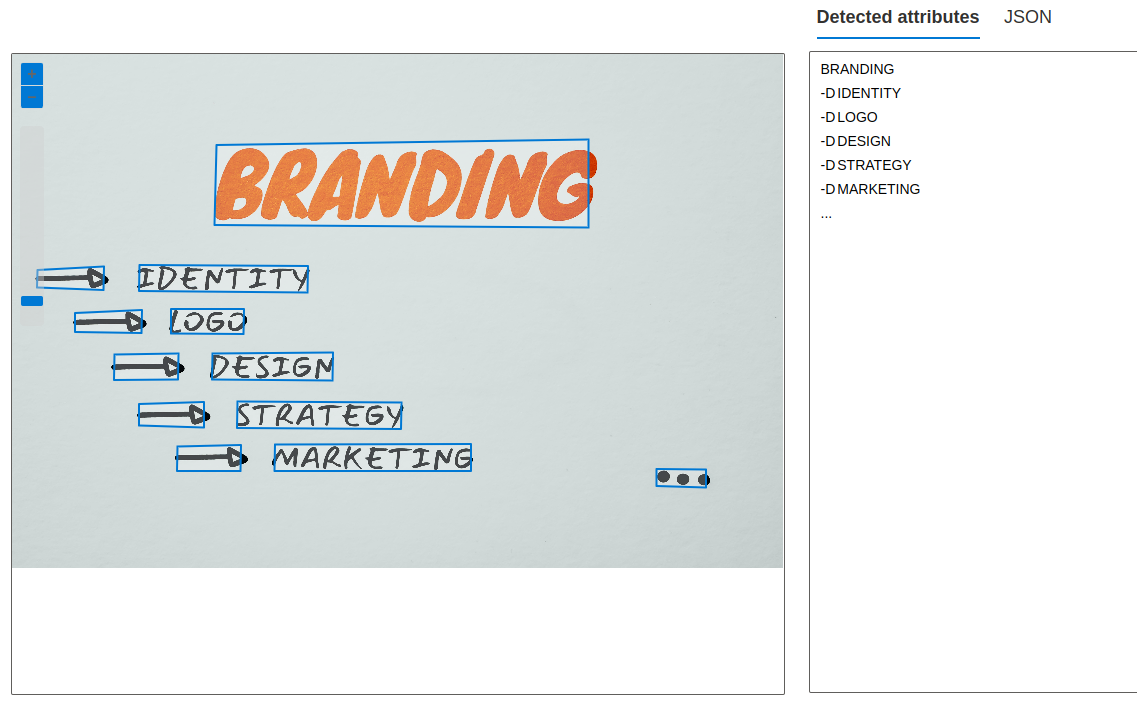 Detected attributes JSON
BRANDING
IDENTITY
LOGO
DESIGN
STRATEGY
MARKETING
...
BRANDING
-D IDENTITY
-D LOGO
-D DESIGN
-D STRATEGY
-D MARKETING
...